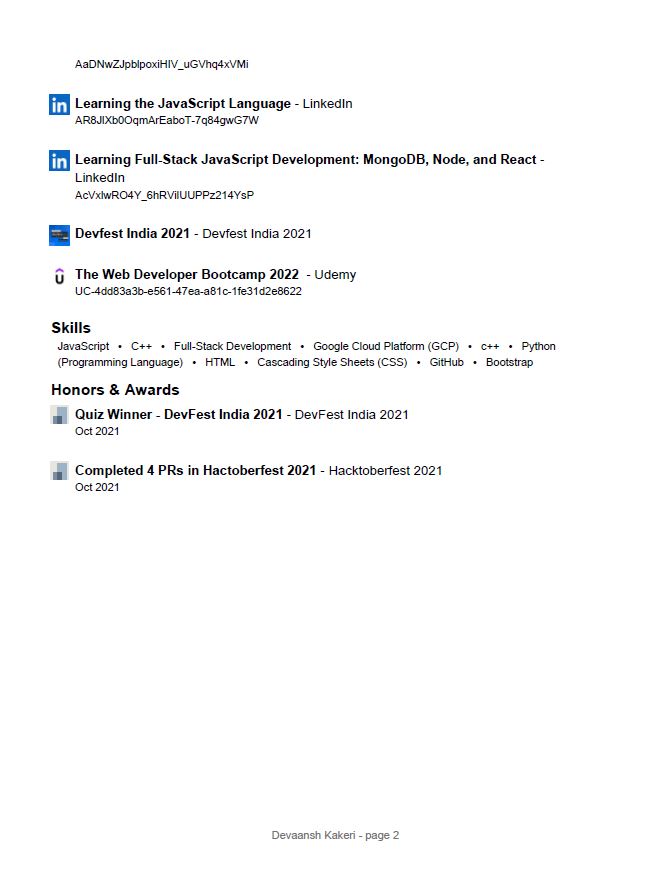 AaDNwZJpbIpoxiHIV_uGVhq4xVMi
Learning the JavaScript Language - LinkedIn
AR8JIXb0OqmArEaboT-7q84gwG7W
Learning Full-Stack JavaScript Development: MongoDB, Node, and React -
LinkedIn
AcVxlwRO4Y_6hRVilUUPPz214YsP
Devfest India 2021 - Devfest India 2021
The Web Developer Bootcamp 2022 - Udemy
UC-4dd83a3b-e561-47ea-a81c-1fe31d2e8622
Skills
JavaScript • C++ • Full-Stack Development • Google Cloud Platform (GCP) • c++ • Python
(Programming Language) • HTML • Cascading Style Sheets (CSS) • GitHub • Bootstrap
Honors & Awards
Quiz Winner - DevFest India 2021 - DevFest India 2021
Oct 2021
Completed 4 PRs in Hactoberfest 2021 - Hacktoberfest 2021
Oct 2021
Devaansh Kakeri - page 2